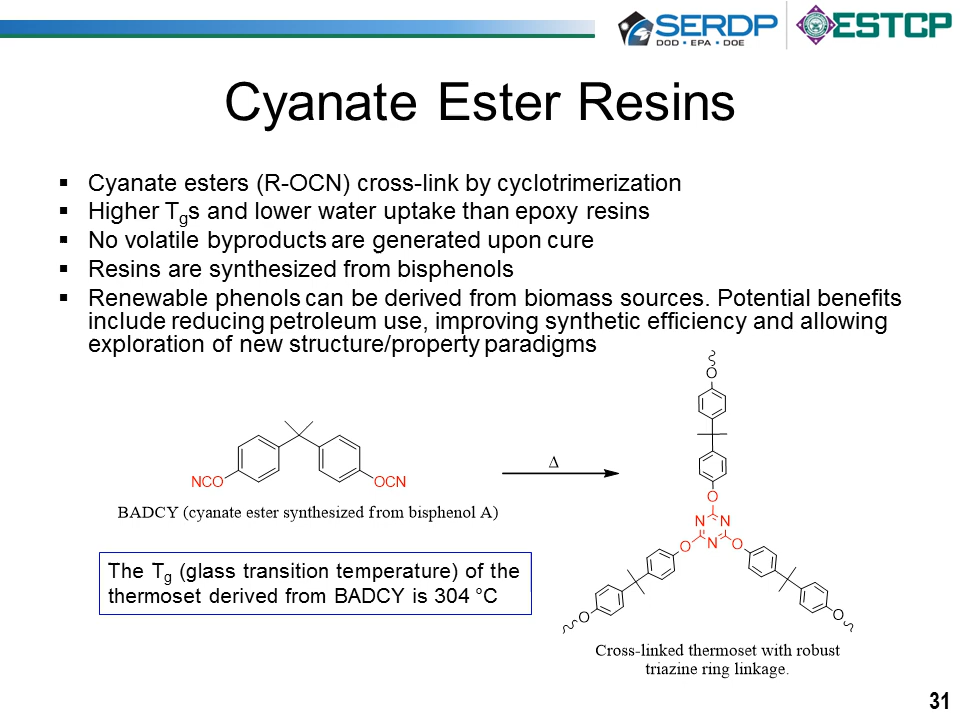 SERDP
DOD • EPA • DOE
ESTCP
Cyanate Ester Resins
▪ Cyanate esters (R-OCN) cross-link by cyclotrimerization
▪ Higher Tgs and lower water uptake than epoxy resins
▪ No volatile byproducts are generated upon cure
▪ Resins are synthesized from bisphenols
▪ Renewable phenols can be derived from biomass sources. Potential benefits
include reducing petroleum use, improving synthetic efficiency and allowing
exploration of new structure/property paradigms
NCO
OCN
BADCY (cyanate ester synthesized from bisphenol A)
Δ
The Tg (glass transition temperature) of the
thermoset derived from BADCY is 304 °C
O
O
N N
O N O
O O
Cross-linked thermoset with robust
triazine ring linkage.
31